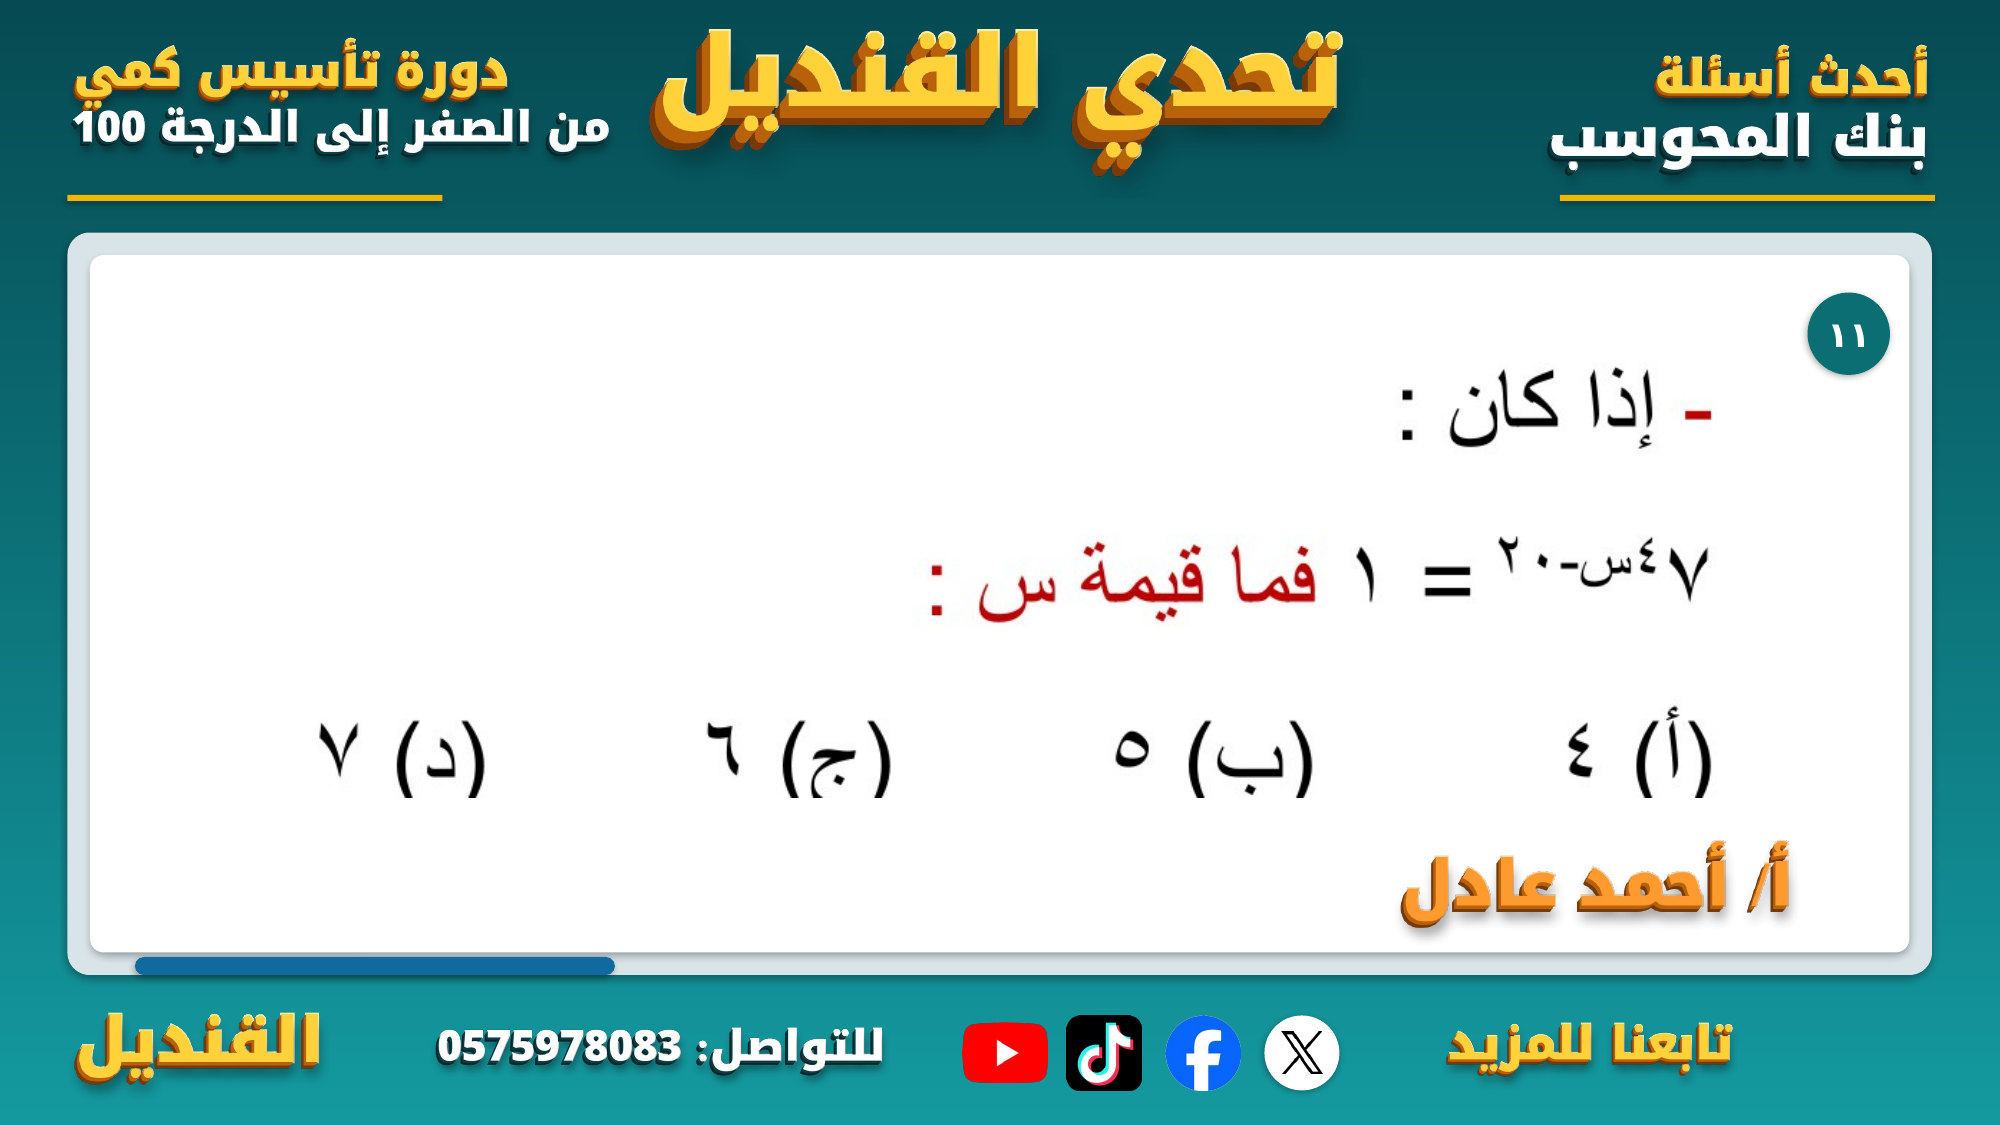 أحدث أسئلة
بنك المحوسب
تحدي القنديل
دورة تأسيس كمي
من الصفر إلى الدرجة 100
١١
- إذا كان :
٧^٤س-٢٠ = ١ فما قيمة س :
(أ) ٤ (ب) ٥ (ج) ٦ (د) ٧
أ/ أحمد عادل
تابعنا للمزيد
للتواصل: 0575978083
القنديل